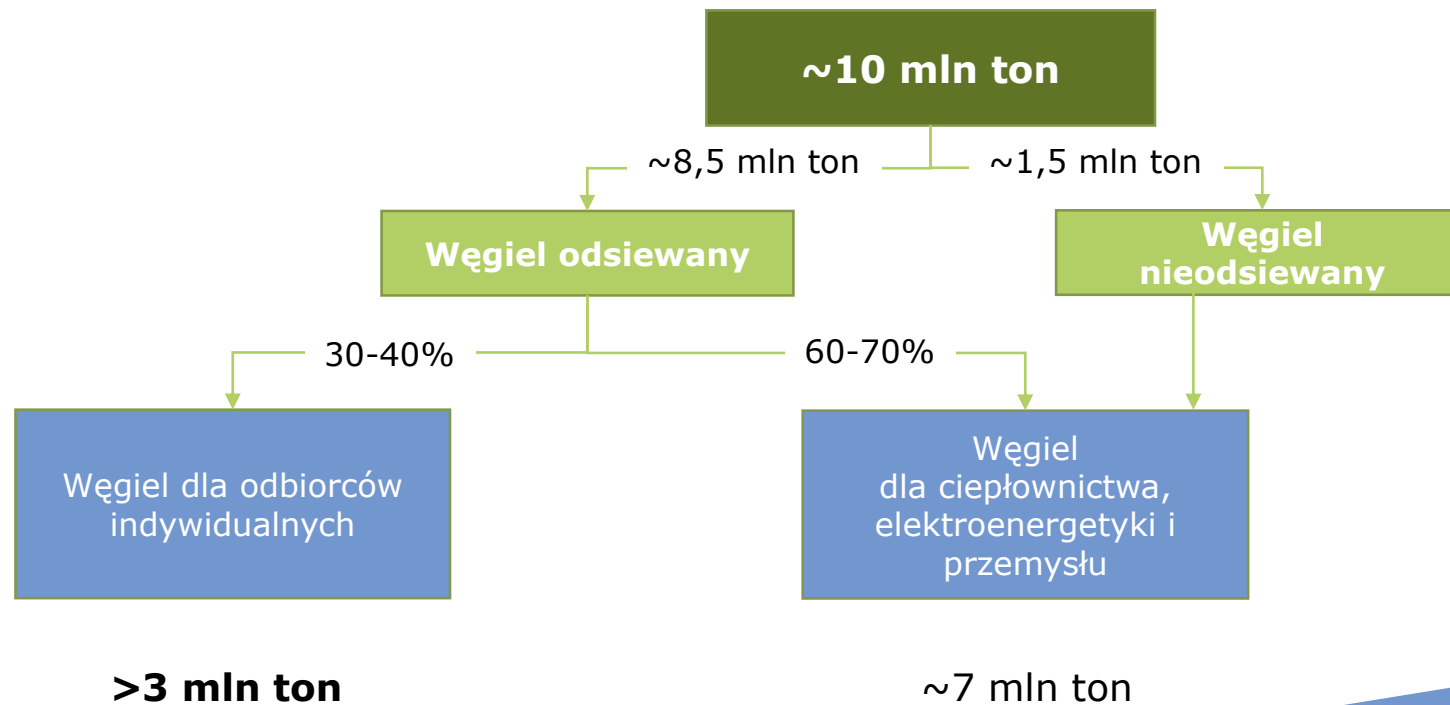 ~10 mln ton
~8,5 mln ton
~1,5 mln ton
Węgiel odsiewany
Węgiel
nieodsiewany
30-40%
60-70%
Węgiel dla odbiorców
indywidualnych
Węgiel
dla ciepłownictwa,
elektroenergetyki i
przemysłu
>3 mln ton
~7 mln ton